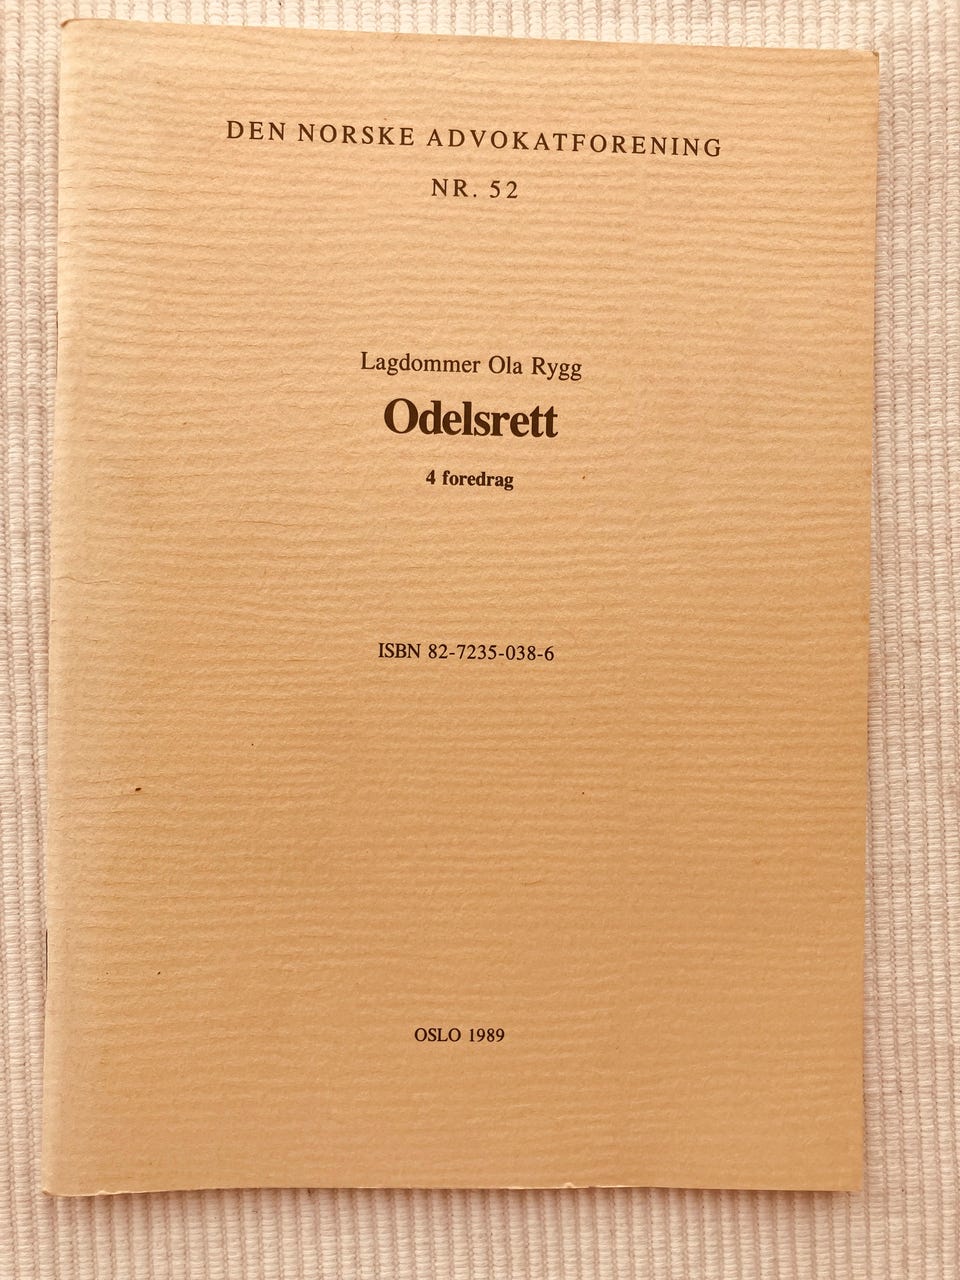 DEN NORSKE ADVOKATFORENING
NR. 52
Lagdommer Ola Rygg
Odelsrett
4 foredrag
ISBN 82-7235-038-6
OSLO 1989